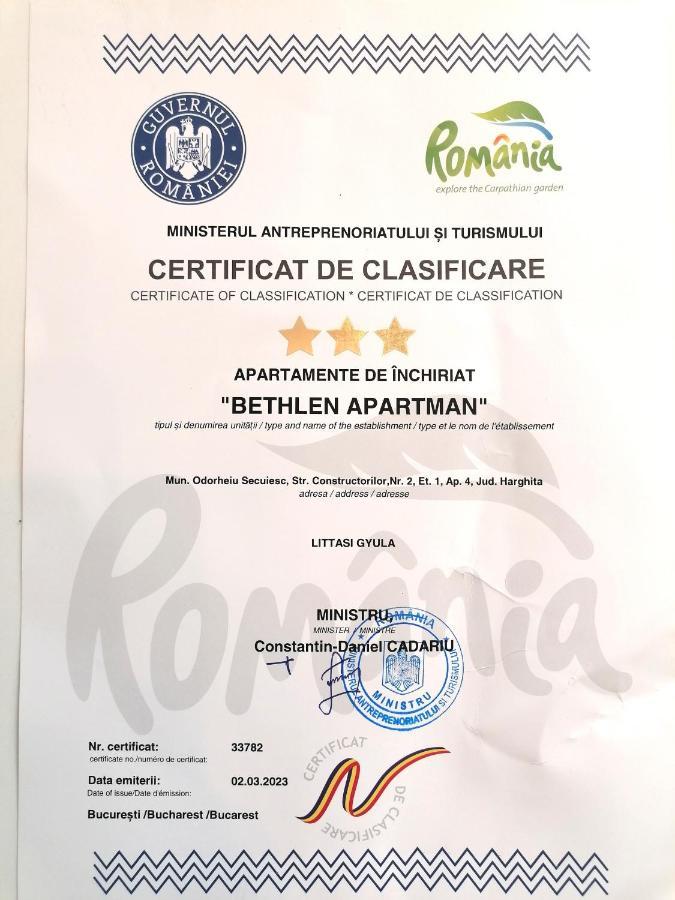 GUVERNUL ROMÂNIEI
România
explore the Carpathian garden
MINISTERUL ANTREPRENORIATULUI ȘI TURISMULUI
CERTIFICAT DE CLASIFICARE
CERTIFICATE OF CLASSIFICATION * CERTIFICAT DE CLASSIFICATION
APARTAMENTE DE ÎNCHIRIAT
"BETHLEN APARTMAN"
tipul și denumirea unității / type and name of the establishment / type et le nom de l'établissement
Mun. Odorheiu Secuiesc, Str. Constructorilor,Nr. 2, Et. 1, Ap. 4, Jud. Harghita
adresa / address / adresse
LITTASI GYULA
România
MINISTRU,
MINISTER / MINISTRE
Constantin-Daniel CADARIU
ROMÂNIA
MINISTERUL ANTREPRENORIATULUI ȘI TURISMULUI
MINISTRU
Nr. certificat: 33782
certificate no./numéro de certificat:
Data emiterii: 02.03.2023
Date of issue/Date d'émission:
București /Bucharest /Bucarest
CERTIFICAT
DE CLASIFICARE